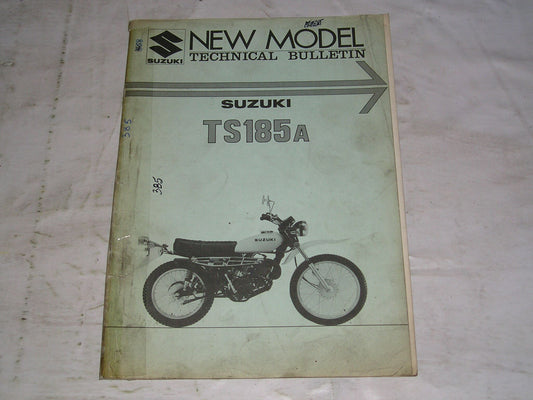 NEW MODEL
SUZUKI
TECHNICAL BULLETIN
SUZUKI
TS185A
385
385
SUZUKI